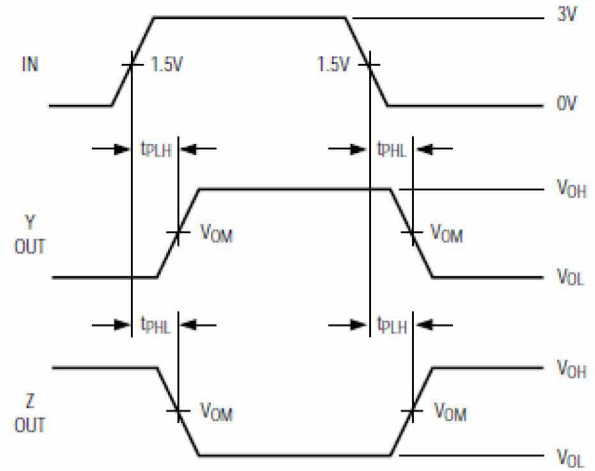 3V
IN
1.5V
1.5V
0V
tPLH
tPHL
VOH
Y
OUT
VOM
VOM
VOL
tPHL
tPLH
VOH
Z
OUT
VOM
VOM
VOL